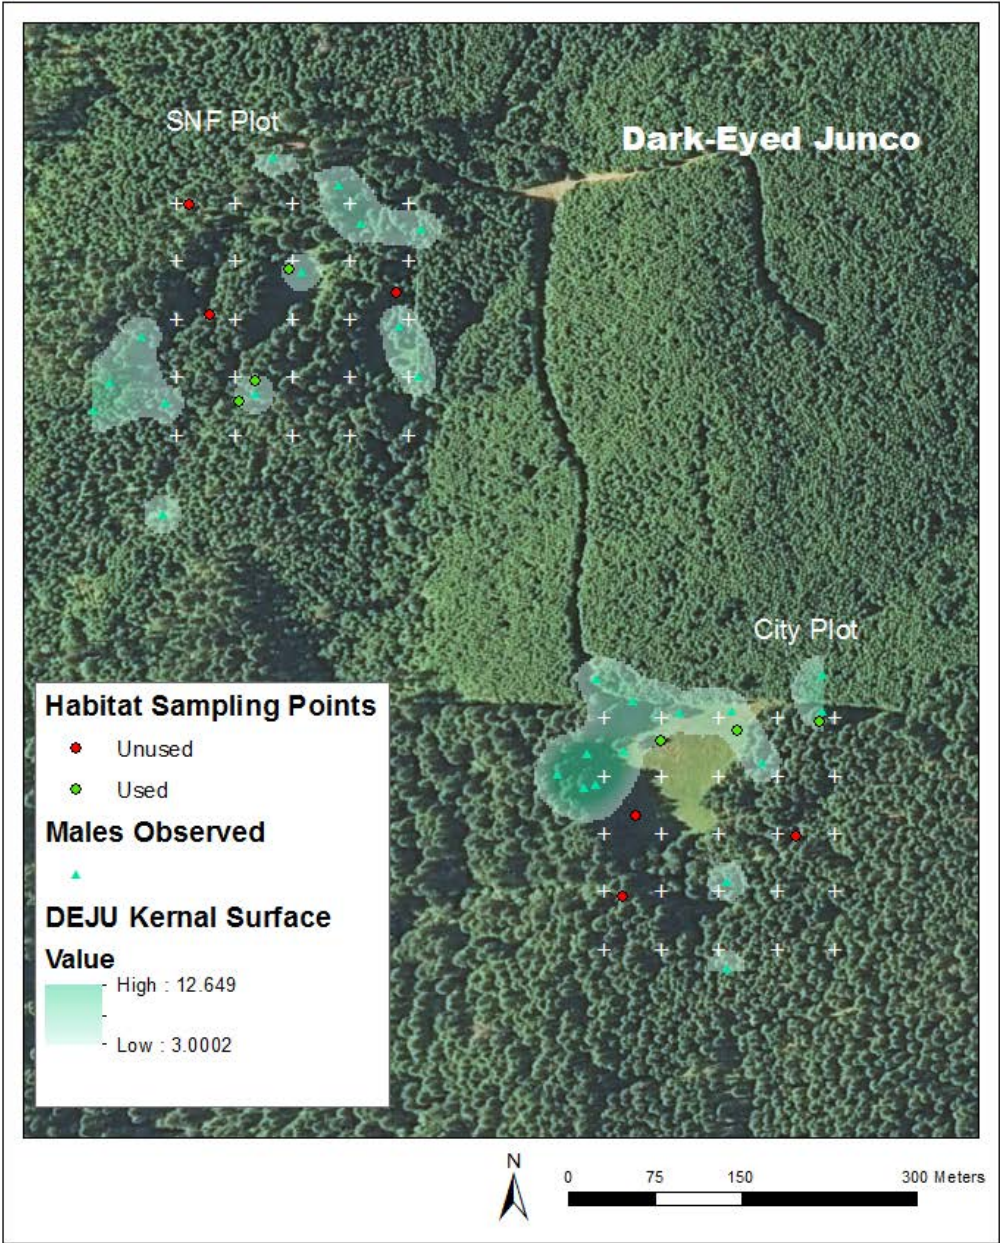 SNF Plot
Dark-Eyed Junco
City Plot
Habitat Sampling Points
Unused
Used
Males Observed
DEJU Kernal Surface
Value
High : 12.649
Low : 3.0002
N
0 75 150 300 Meters